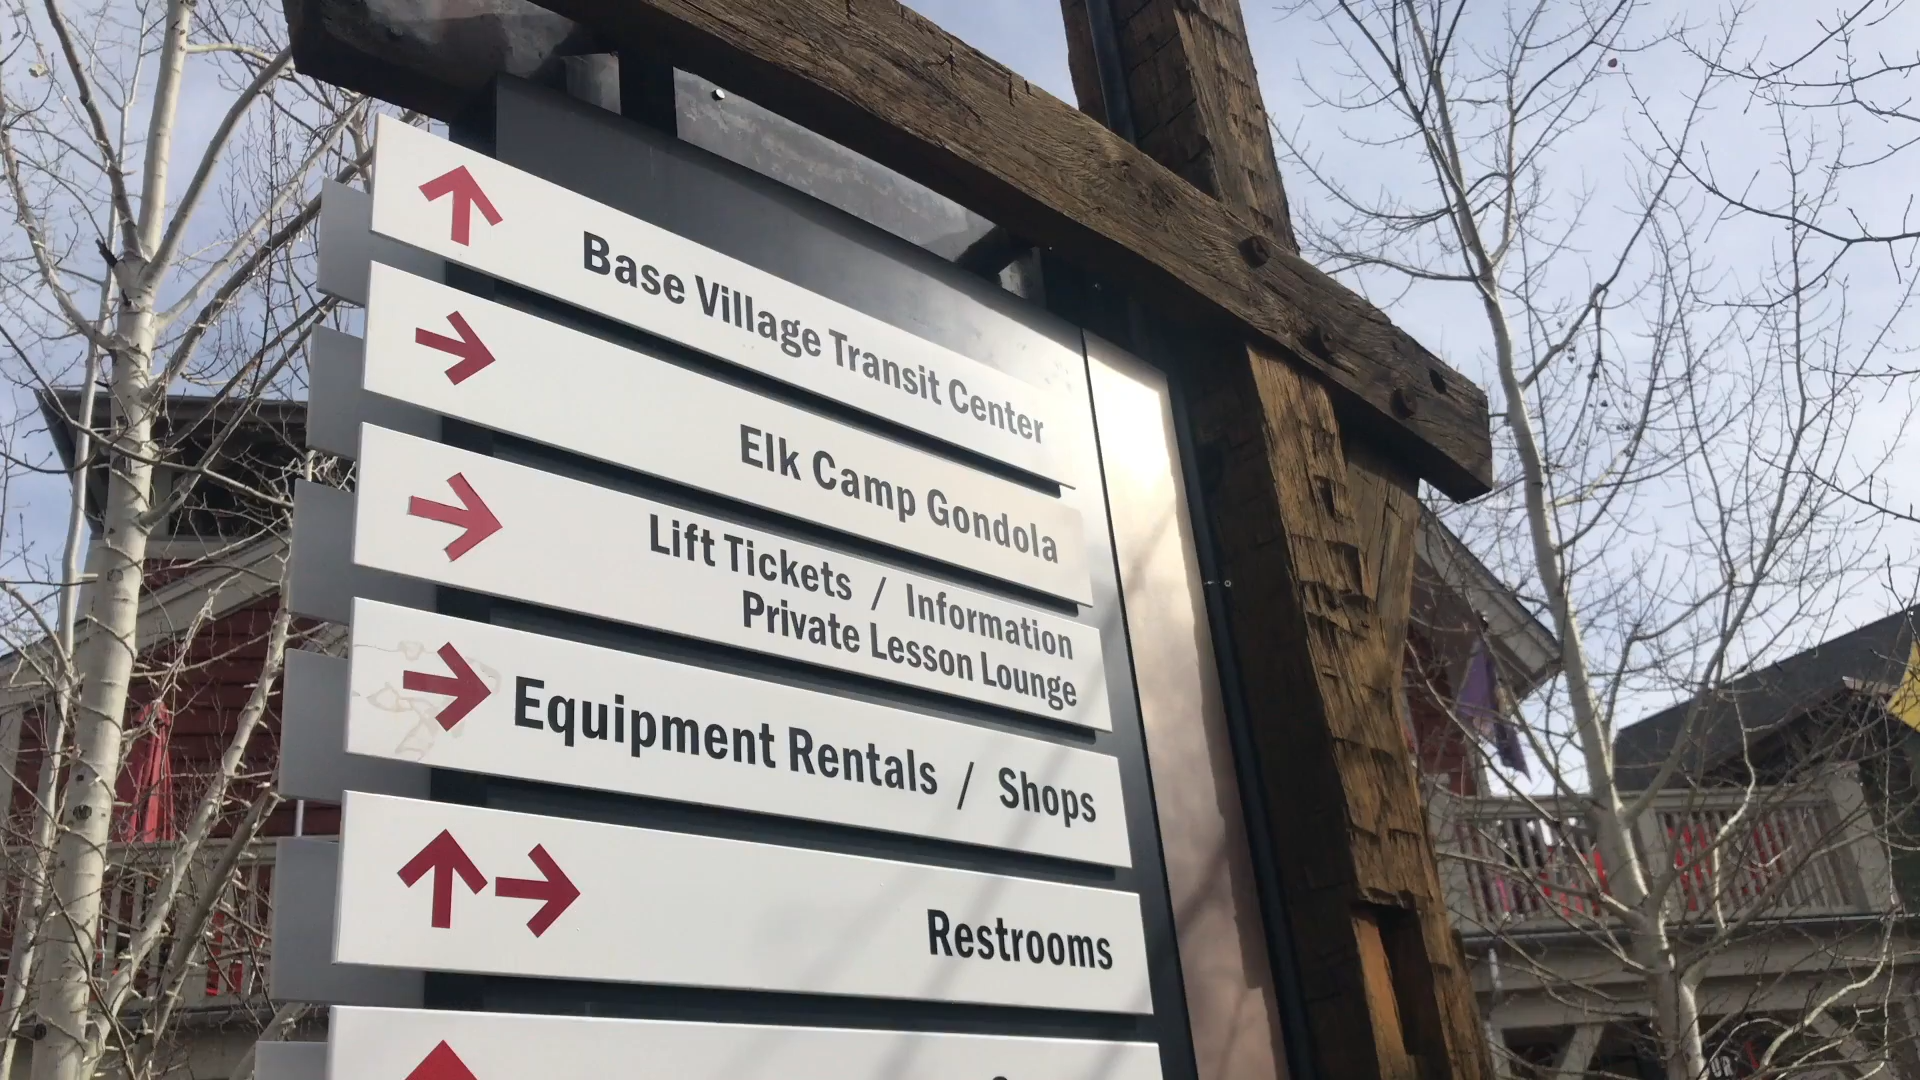 Base Village Transit Center
Elk Camp Gondola
Lift Tickets / Information
Private Lesson Lounge
Equipment Rentals / Shops
Restrooms